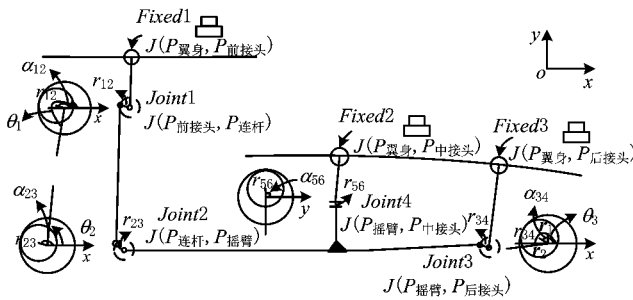 Fixed1
J(P翼身, P前接头)
y
o
x
α12
r12
r12
Joint1
θ1
x
J(P前接头, P连杆)
Fixed2
J(P翼身, P中接头)
Fixed3
J(P翼身, P后接头)
r56
α56
y
r56
Joint4
J(P摇臂, P中接头)
α23
r23
θ2
x
r23
Joint2
J(P连杆, P摇臂)
r34
Joint3
J(P摇臂, P后接头)
α34
r34
θ3
x